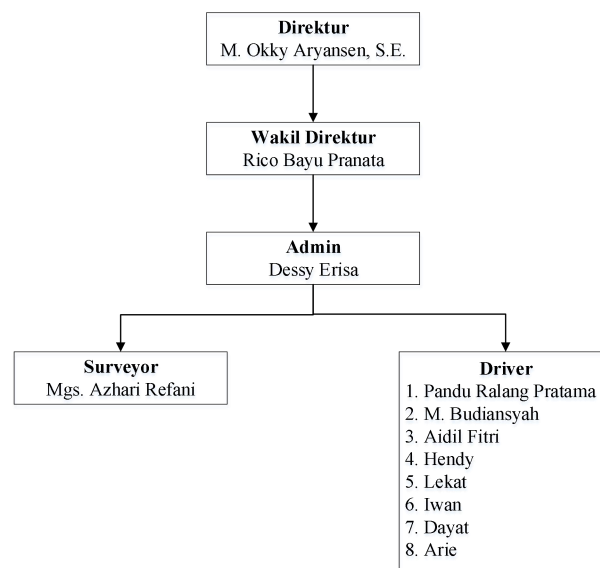 Direktur
M. Okky Aryansen, S.E.
Wakil Direktur
Rico Bayu Pranata
Admin
Dessy Erisa
Surveyor
Mgs. Azhari Refani
Driver
1. Pandu Ralang Pratama
2. M. Budiansyah
3. Aidil Fitri
4. Hendy
5. Lekat
6. Iwan
7. Dayat
8. Arie